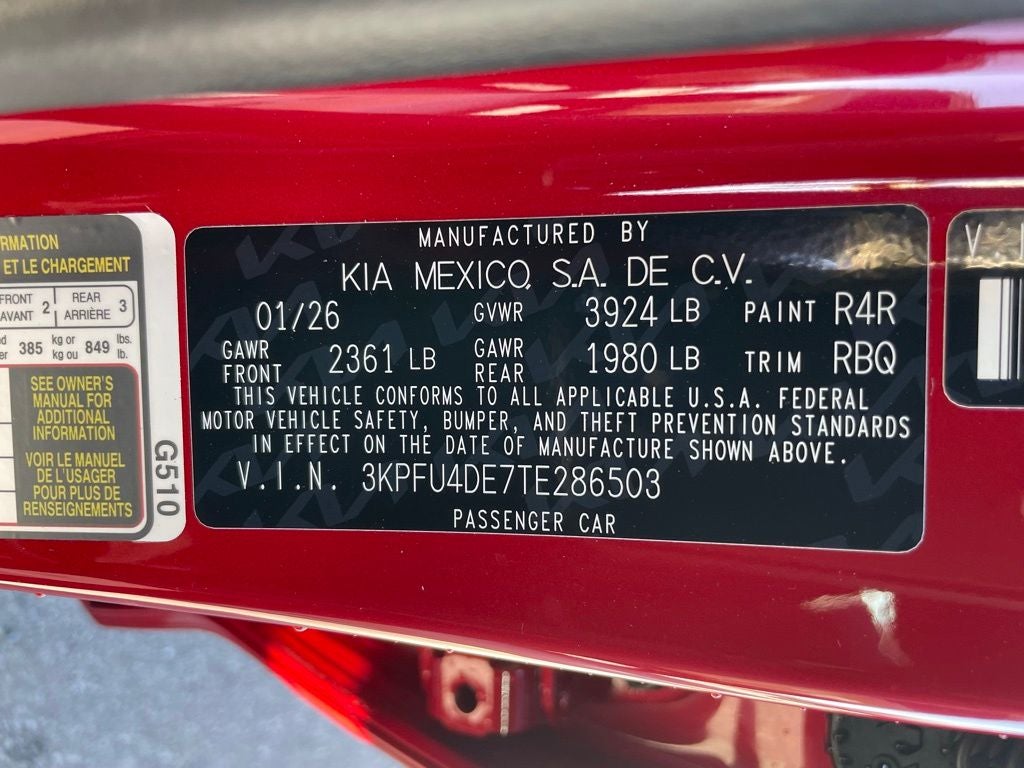 RMATION
ET LE CHARGEMENT
FRONT 2 REAR 3
AVANT ARRIÈRE
385 kg or 849 lbs.
kg ou lb.
SEE OWNER'S
MANUAL FOR
ADDITIONAL
INFORMATION
VOIR LE MANUEL
DE L'USAGER
POUR PLUS DE
RENSEIGNEMENTS
G510
MANUFACTURED BY
KIA MEXICO, S.A. DE C.V.
01/26 GVWR 3924 LB PAINT R4R
GAWR FRONT 2361 LB GAWR REAR 1980 LB TRIM RBQ
THIS VEHICLE CONFORMS TO ALL APPLICABLE U.S.A. FEDERAL
MOTOR VEHICLE SAFETY, BUMPER, AND THEFT PREVENTION STANDARDS
IN EFFECT ON THE DATE OF MANUFACTURE SHOWN ABOVE.
V.I.N. 3KPFU4DE7TE286503
PASSENGER CAR
V I